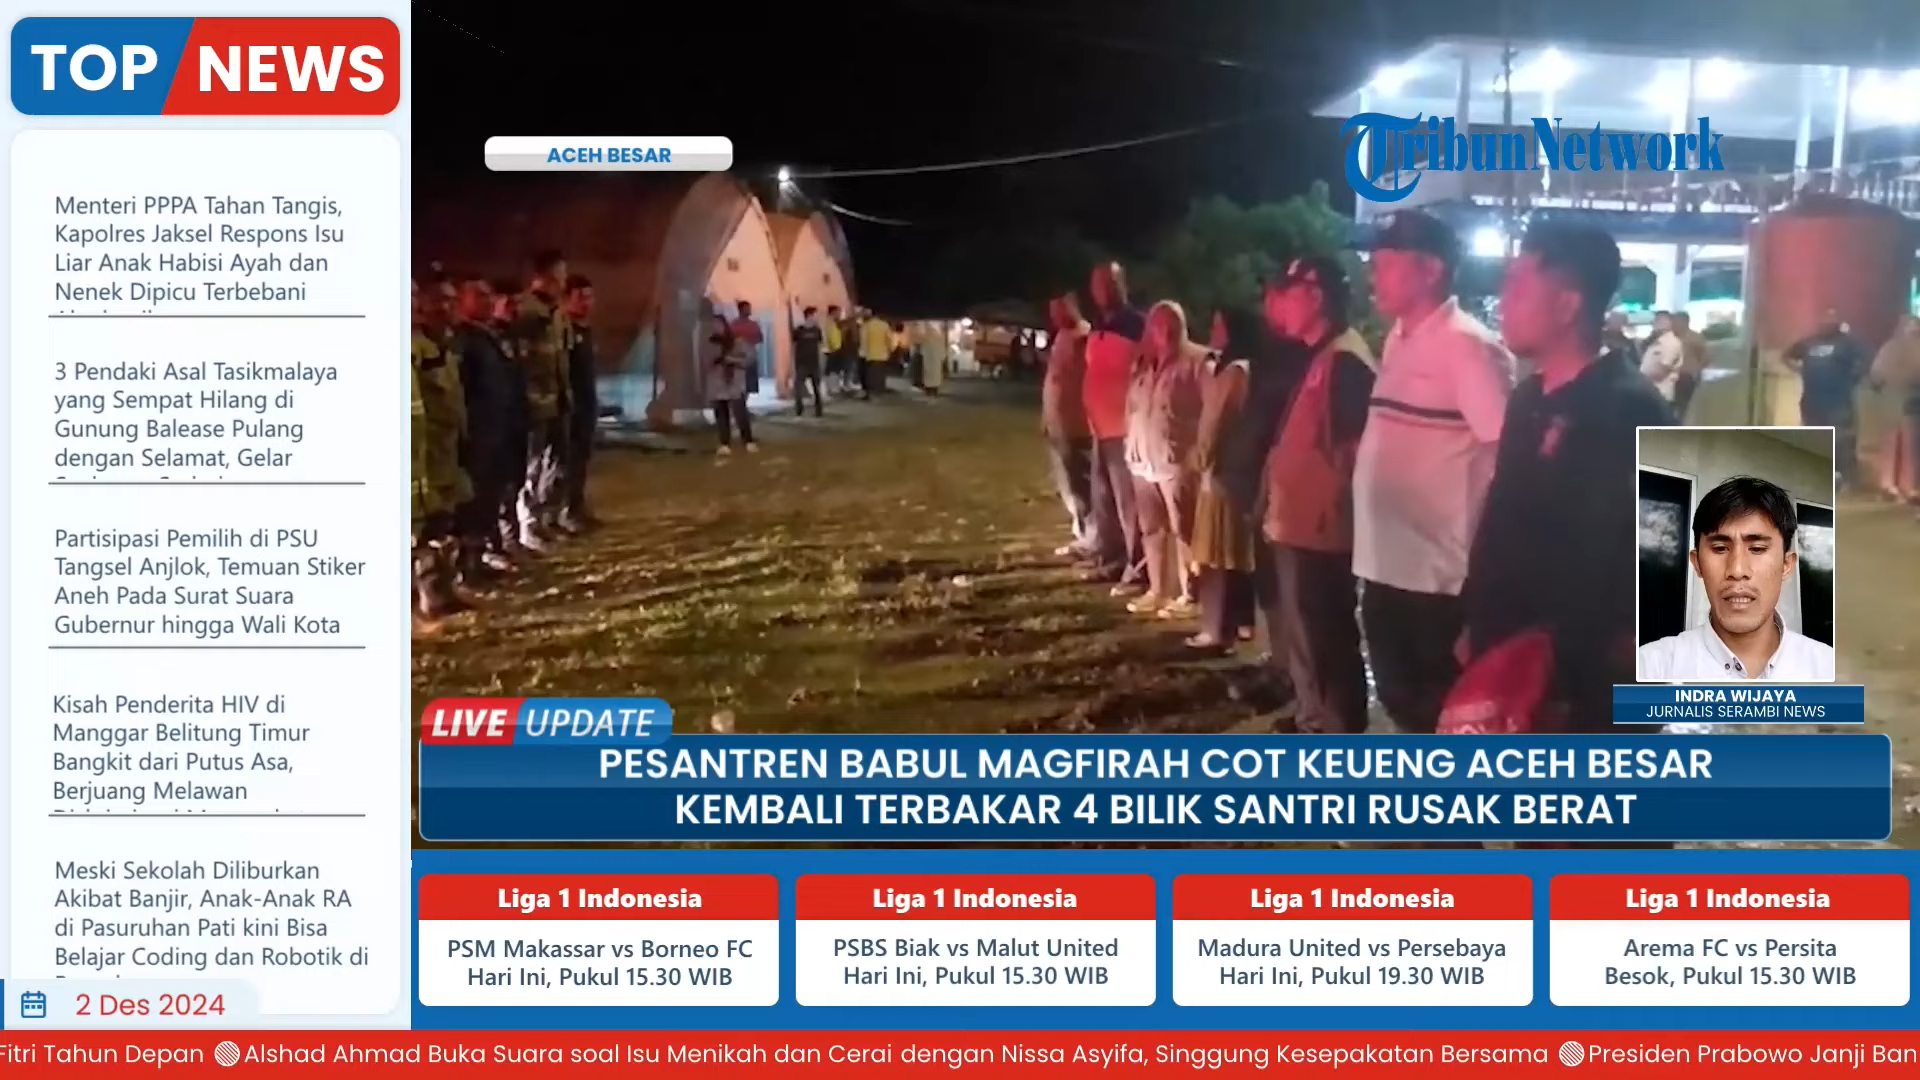 TOP NEWS
Menteri PPPA Tahan Tangis,
Kapolres Jaksel Respons Isu
Liar Anak Habisi Ayah dan
Nenek Dipicu Terbebani
3 Pendaki Asal Tasikmalaya
yang Sempat Hilang di
Gunung Balease Pulang
dengan Selamat, Gelar
Partisipasi Pemilih di PSU
Tangsel Anjlok, Temuan Stiker
Aneh Pada Surat Suara
Gubernur hingga Wali Kota
Kisah Penderita HIV di
Manggar Belitung Timur
Bangkit dari Putus Asa,
Berjuang Melawan
Meski Sekolah Diliburkan
Akibat Banjir, Anak-Anak RA
di Pasuruhan Pati kini Bisa
Belajar Coding dan Robotik di
2 Des 2024
ACEH BESAR
TribunNetwork
INDRA WIJAYA
JURNALIS SERAMBI NEWS
LIVE UPDATE
PESANTREN BABUL MAGFIRAH COT KEUENG ACEH BESAR
KEMBALI TERBAKAR 4 BILIK SANTRI RUSAK BERAT
Liga 1 Indonesia
PSM Makassar vs Borneo FC
Hari Ini, Pukul 15.30 WIB
Liga 1 Indonesia
PSBS Biak vs Malut United
Hari Ini, Pukul 15.30 WIB
Liga 1 Indonesia
Madura United vs Persebaya
Hari Ini, Pukul 19.30 WIB
Liga 1 Indonesia
Arema FC vs Persita
Besok, Pukul 15.30 WIB
Fitri Tahun Depan Alshad Ahmad Buka Suara soal Isu Menikah dan Cerai dengan Nissa Asyifa, Singgung Kesepakatan Bersama Presiden Prabowo Janji Ban